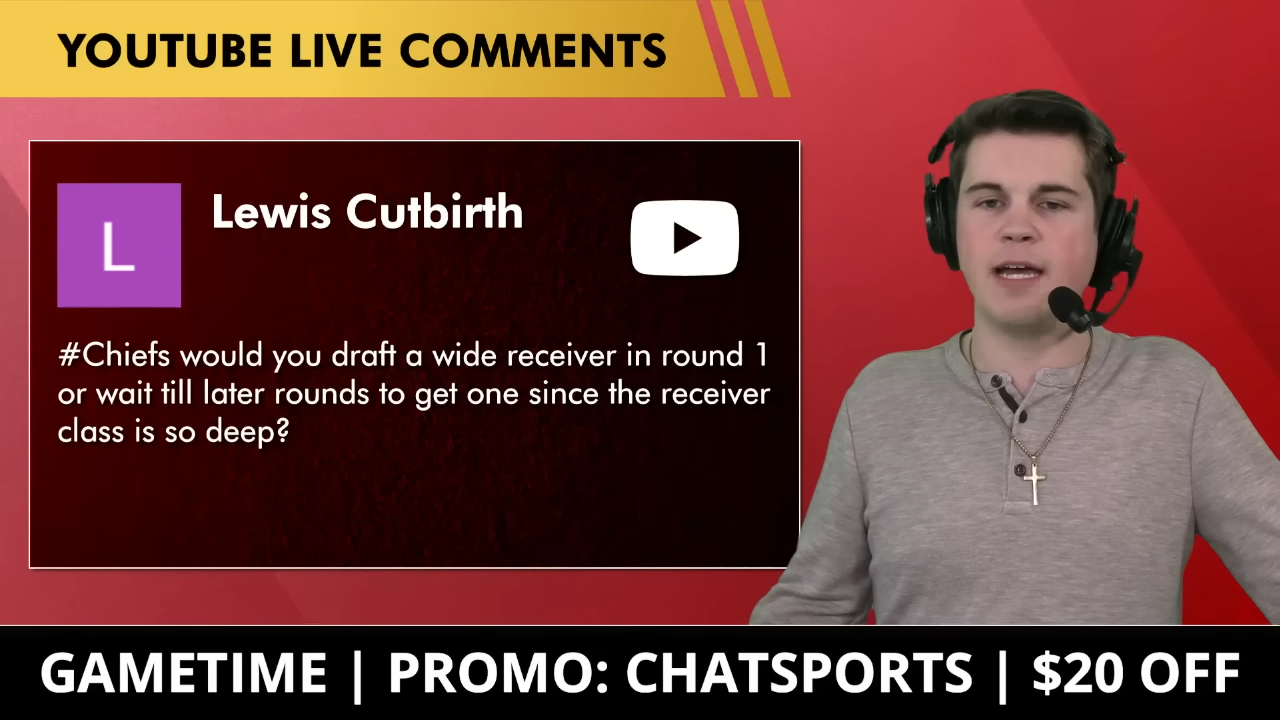 YOUTUBE LIVE COMMENTS
L
Lewis Cutbirth
#Chiefs would you draft a wide receiver in round 1
or wait till later rounds to get one since the receiver
class is so deep?
GAMETIME | PROMO: CHATSPORTS | $20 OFF